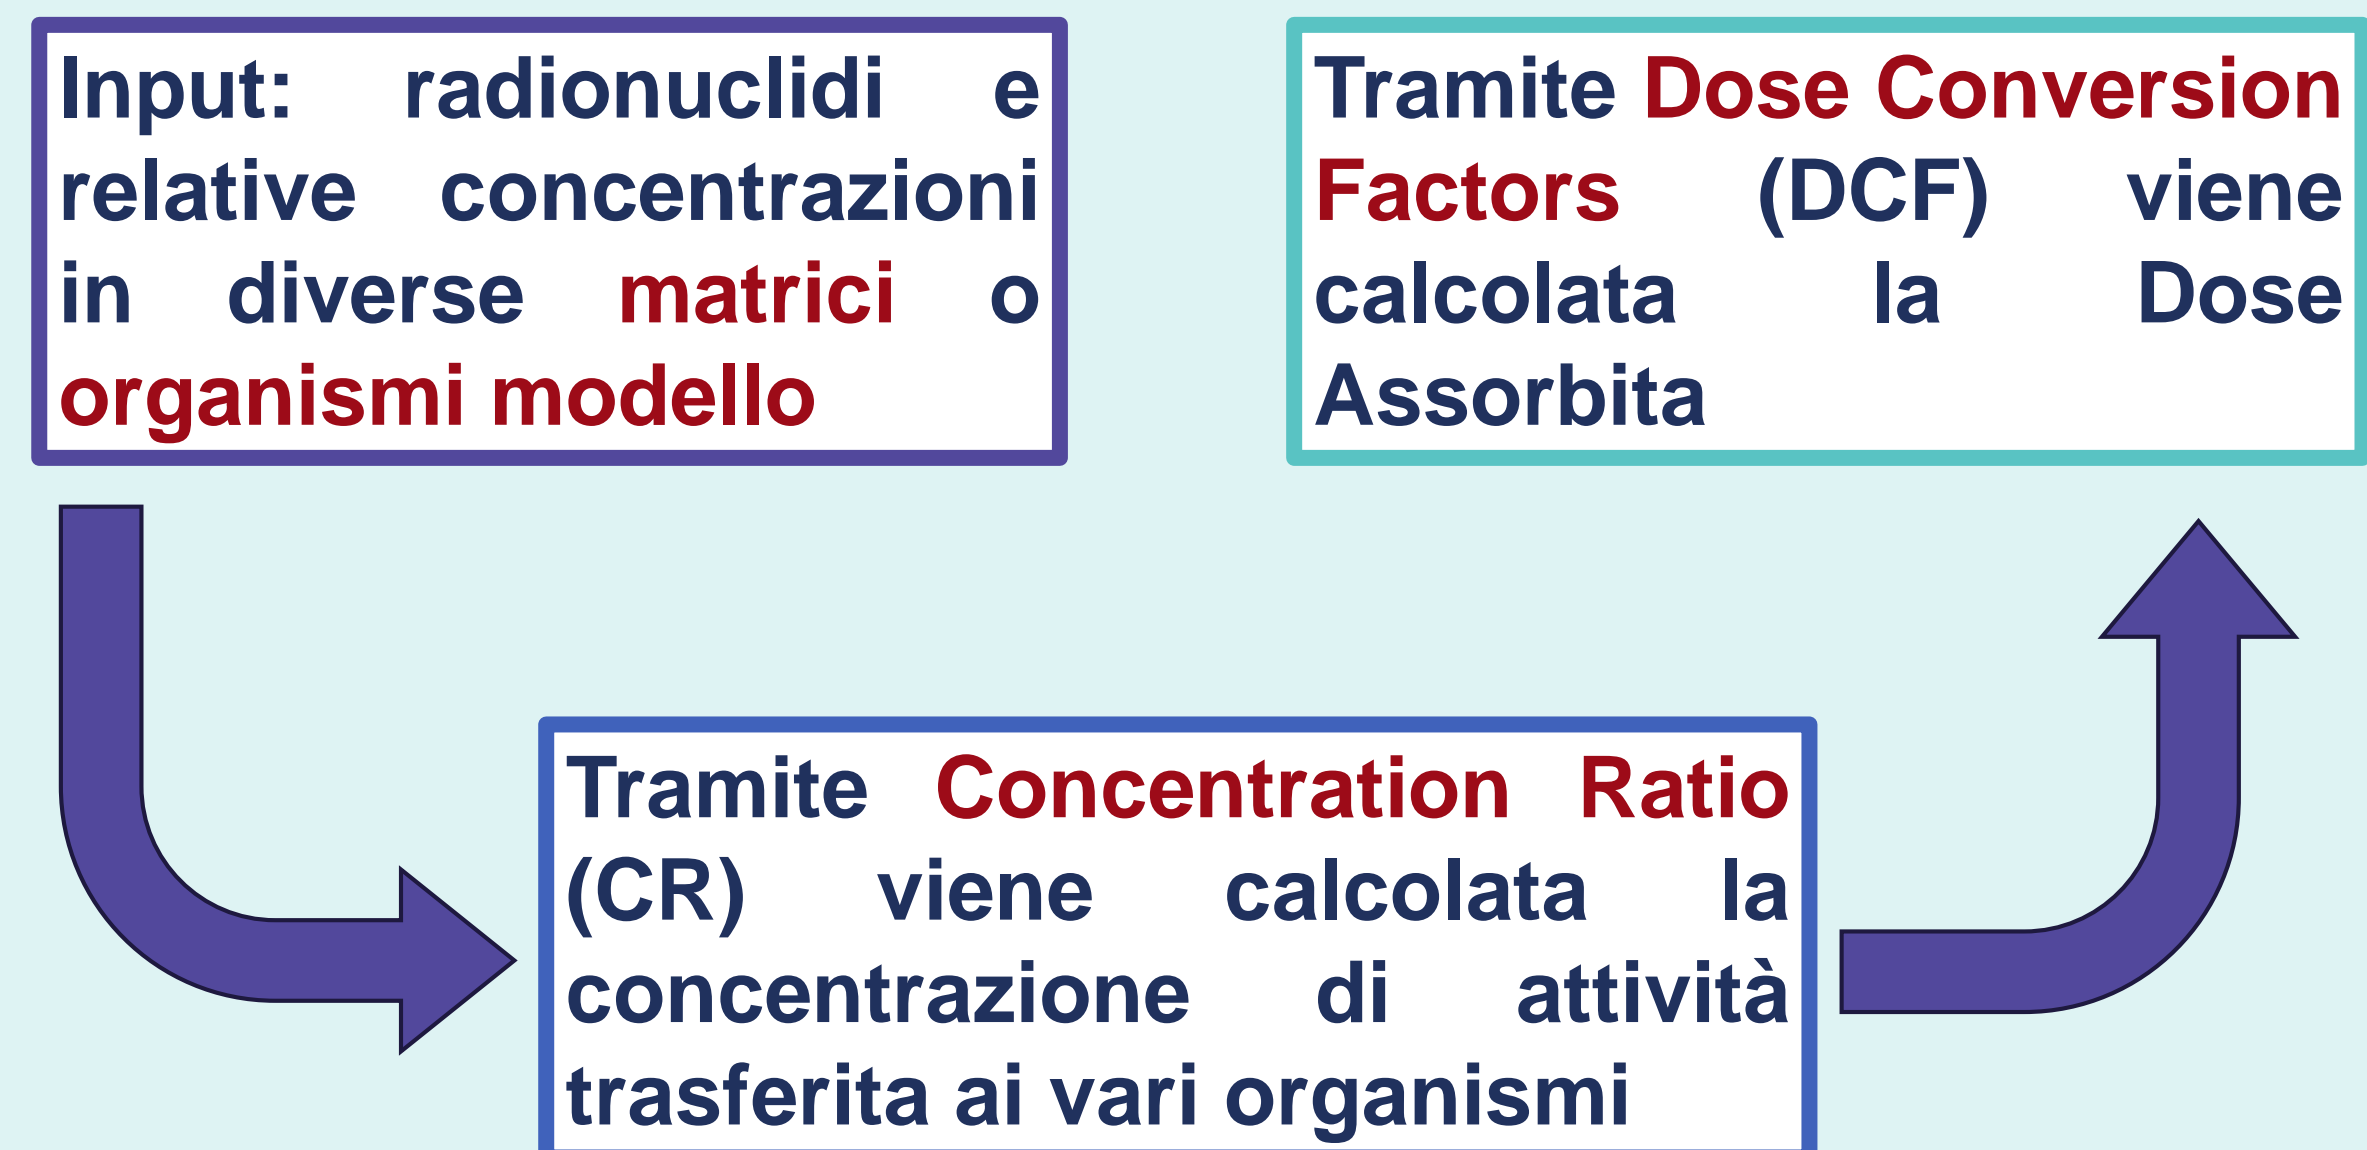 Input: radionuclidi e
relative concentrazioni
in diverse matrici o
organismi modello
Tramite Dose Conversion
Factors (DCF) viene
calcolata la Dose
Assorbita
Tramite Concentration Ratio
(CR) viene calcolata la
concentrazione di attività
trasferita ai vari organismi